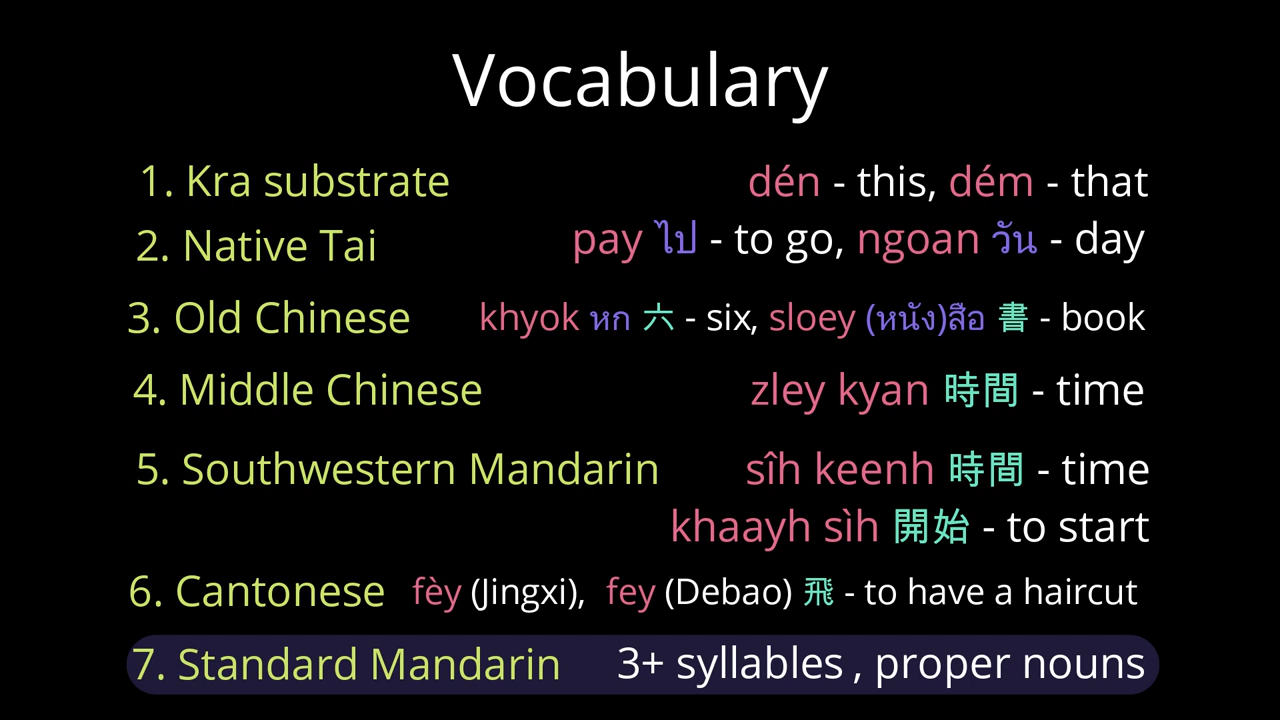 Vocabulary
1. Kra substrate dén - this, dém - that
2. Native Tai pay ไป - to go, ngoan วัน - day
3. Old Chinese khyok หก 六 - six, sloey (หนัง)สือ 書 - book
4. Middle Chinese zley kyan 時間 - time
5. Southwestern Mandarin sîh keenh 時間 - time
khaayh sìh 開始 - to start
6. Cantonese fèy (Jingxi), fey (Debao) 飛 - to have a haircut
7. Standard Mandarin 3+ syllables , proper nouns